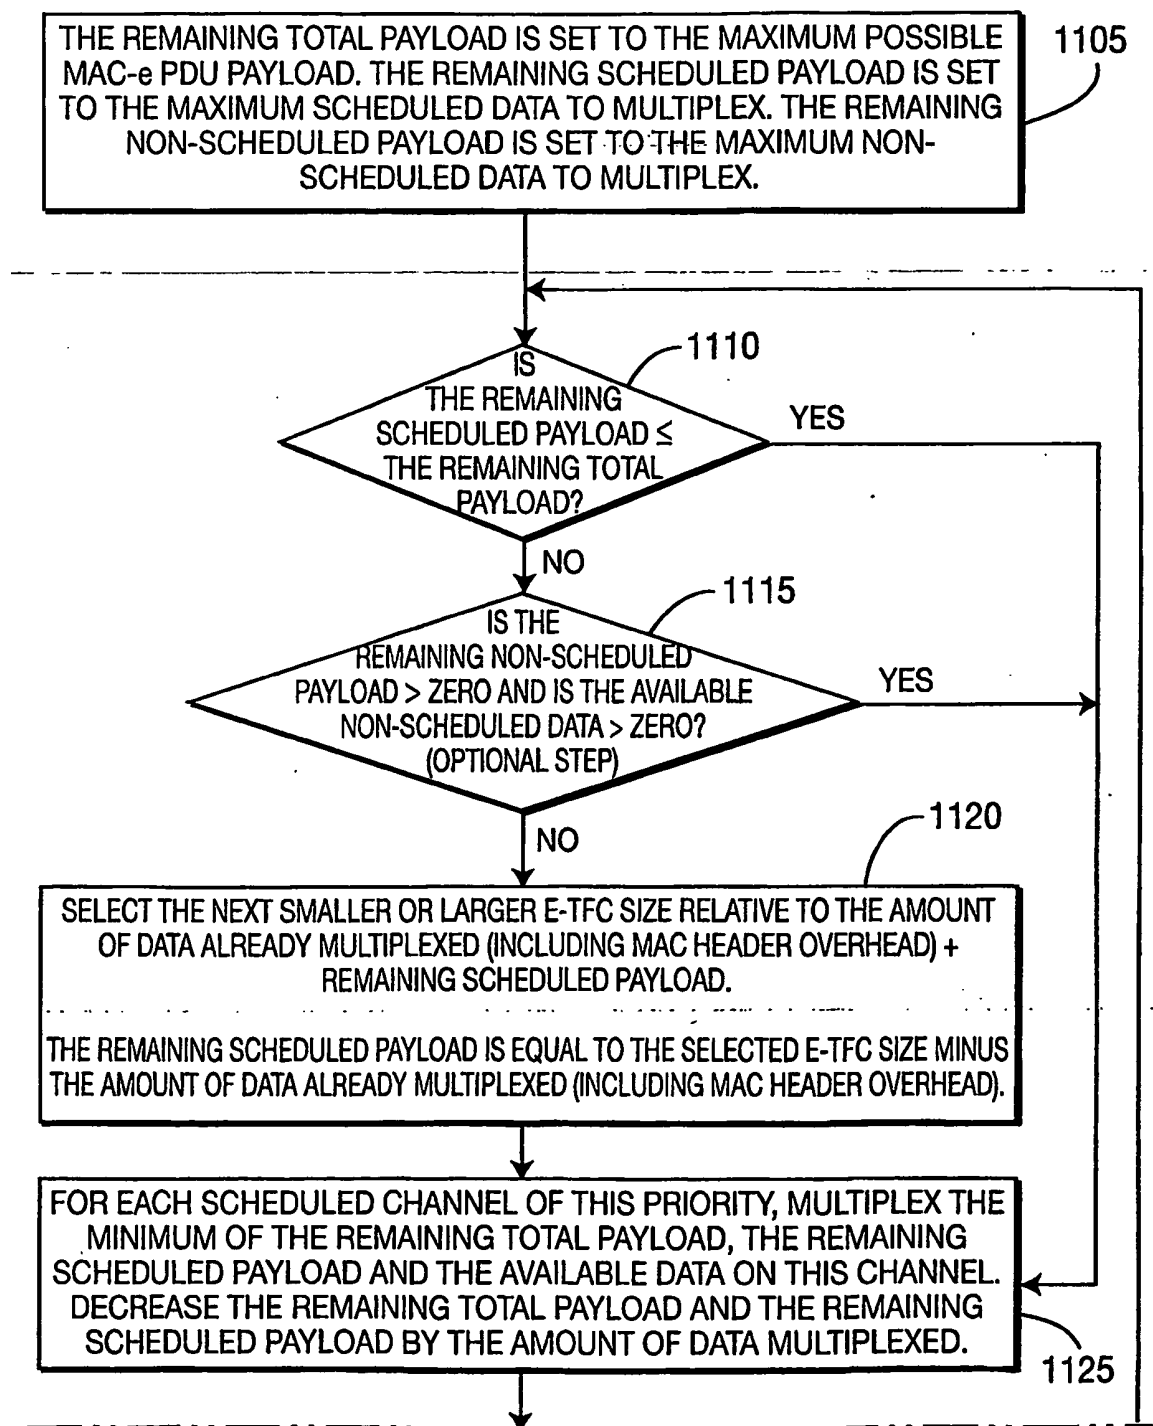 THE REMAINING TOTAL PAYLOAD IS SET TO THE MAXIMUM POSSIBLE
MAC-e PDU PAYLOAD. THE REMAINING SCHEDULED PAYLOAD IS SET
TO THE MAXIMUM SCHEDULED DATA TO MULTIPLEX. THE REMAINING
NON-SCHEDULED PAYLOAD IS SET TO THE MAXIMUM NON-
SCHEDULED DATA TO MULTIPLEX.
1105
1110
IS
THE REMAINING
SCHEDULED PAYLOAD ≤
THE REMAINING TOTAL
PAYLOAD?
YES
NO
1115
IS THE
REMAINING NON-SCHEDULED
PAYLOAD > ZERO AND IS THE AVAILABLE
NON-SCHEDULED DATA > ZERO?
(OPTIONAL STEP)
YES
NO
1120
SELECT THE NEXT SMALLER OR LARGER E-TFC SIZE RELATIVE TO THE AMOUNT
OF DATA ALREADY MULTIPLEXED (INCLUDING MAC HEADER OVERHEAD) +
REMAINING SCHEDULED PAYLOAD.
THE REMAINING SCHEDULED PAYLOAD IS EQUAL TO THE SELECTED E-TFC SIZE MINUS
THE AMOUNT OF DATA ALREADY MULTIPLEXED (INCLUDING MAC HEADER OVERHEAD).
FOR EACH SCHEDULED CHANNEL OF THIS PRIORITY, MULTIPLEX THE
MINIMUM OF THE REMAINING TOTAL PAYLOAD, THE REMAINING
SCHEDULED PAYLOAD AND THE AVAILABLE DATA ON THIS CHANNEL.
DECREASE THE REMAINING TOTAL PAYLOAD AND THE REMAINING
SCHEDULED PAYLOAD BY THE AMOUNT OF DATA MULTIPLEXED.
1125